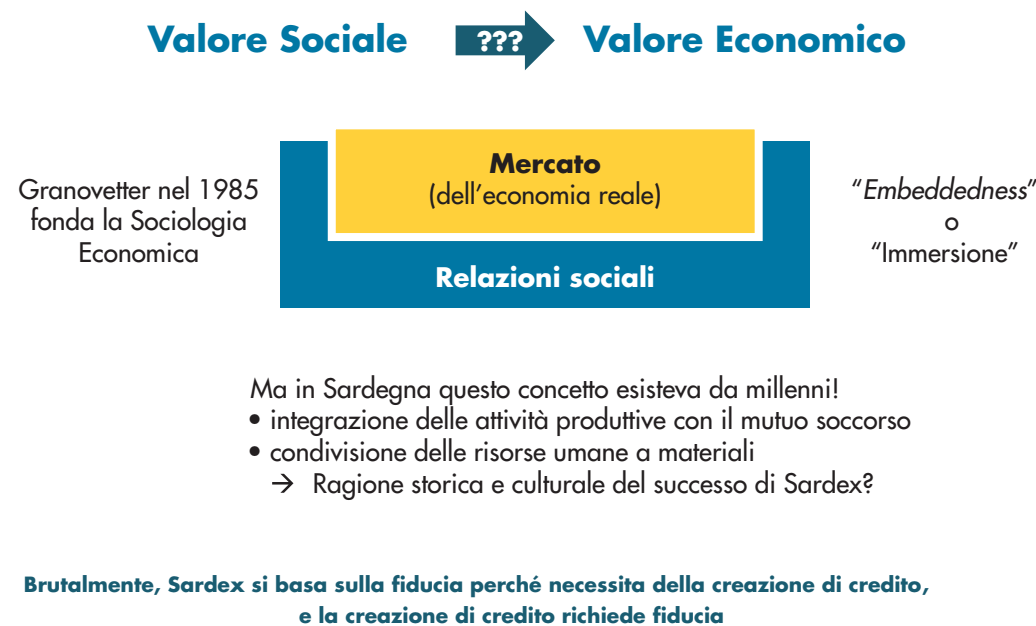 Valore Sociale ??? Valore Economico
Granovetter nel 1985
fonda la Sociologia
Economica
Mercato
(dell'economia reale)
Relazioni sociali
"Embeddedness"
o
"Immersione"
Ma in Sardegna questo concetto esisteva da millenni!
• integrazione delle attività produttive con il mutuo soccorso
• condivisione delle risorse umane a materiali
→ Ragione storica e culturale del successo di Sardex?
Brutalmente, Sardex si basa sulla fiducia perché necessita della creazione di credito,
e la creazione di credito richiede fiducia